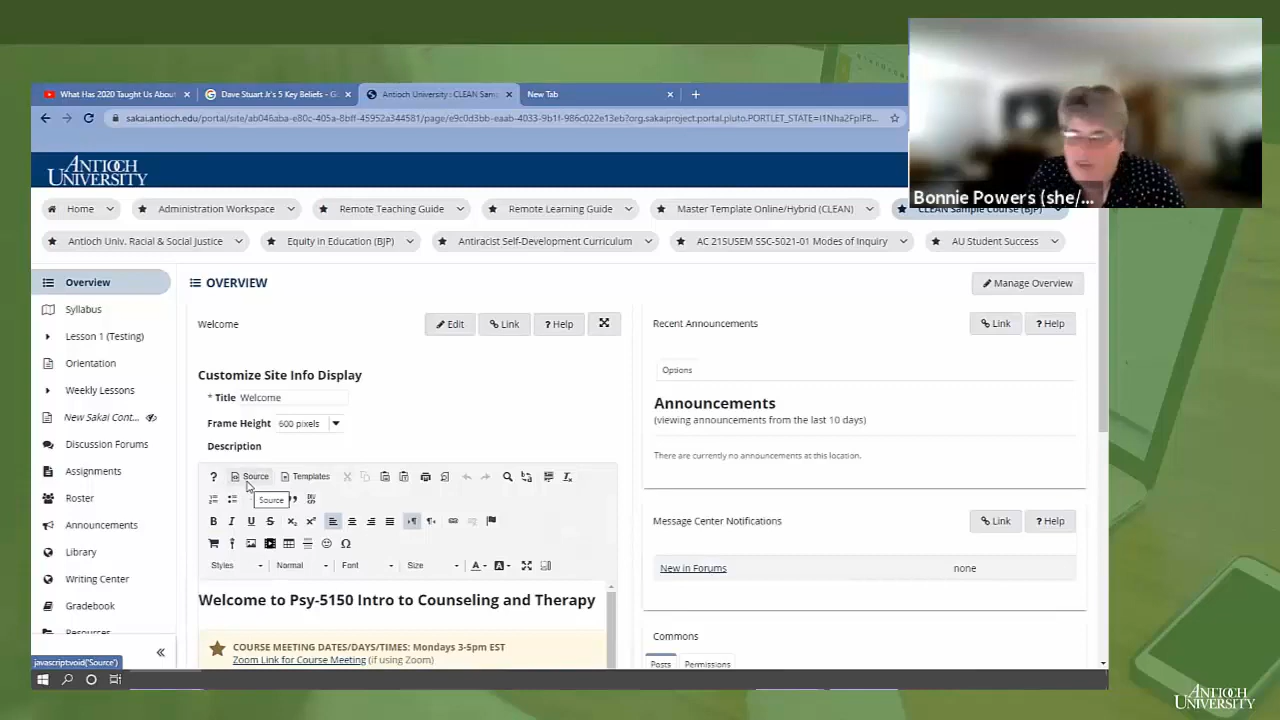 What Has 2020 Taught Us About
Dave Stuart Jr's 5 Key Beliefs - G
Antioch University : CLEAN Sam
New Tab
ANTIOCH
UNIVERSITY
Bonnie Powers (she/...
Home
Administration Workspace
Remote Teaching Guide
Remote Learning Guide
Master Template Online/Hybrid (CLEAN)
CLEAN Sample Course (BJP)
Antioch Univ. Racial & Social Justice
Equity in Education (BJP)
Antiracist Self-Development Curriculum
AC 21SUSEM SSC-5021-01 Modes of Inquiry
AU Student Success
Overview
Syllabus
Lesson 1 (Testing)
Orientation
Weekly Lessons
New Sakai Cont...
Discussion Forums
Assignments
Roster
Announcements
Library
Writing Center
Gradebook
Resources
javascript:void('Source')
OVERVIEW
Manage Overview
Welcome
Edit
Link
? Help
Customize Site Info Display
* Title Welcome
Frame Height 600 pixels
Description
? Source Templates
Source
B I U S
Styles Normal Font Size
Welcome to Psy-5150 Intro to Counseling and Therapy
COURSE MEETING DATES/DAYS/TIMES: Mondays 3-5pm EST
Zoom Link for Course Meeting (if using Zoom)
Recent Announcements
Link
? Help
Options
Announcements
(viewing announcements from the last 10 days)
There are currently no announcements at this location.
Message Center Notifications
Link
? Help
New in Forums none
Commons
Posts Permissions
ANTIOCH
UNIVERSITY